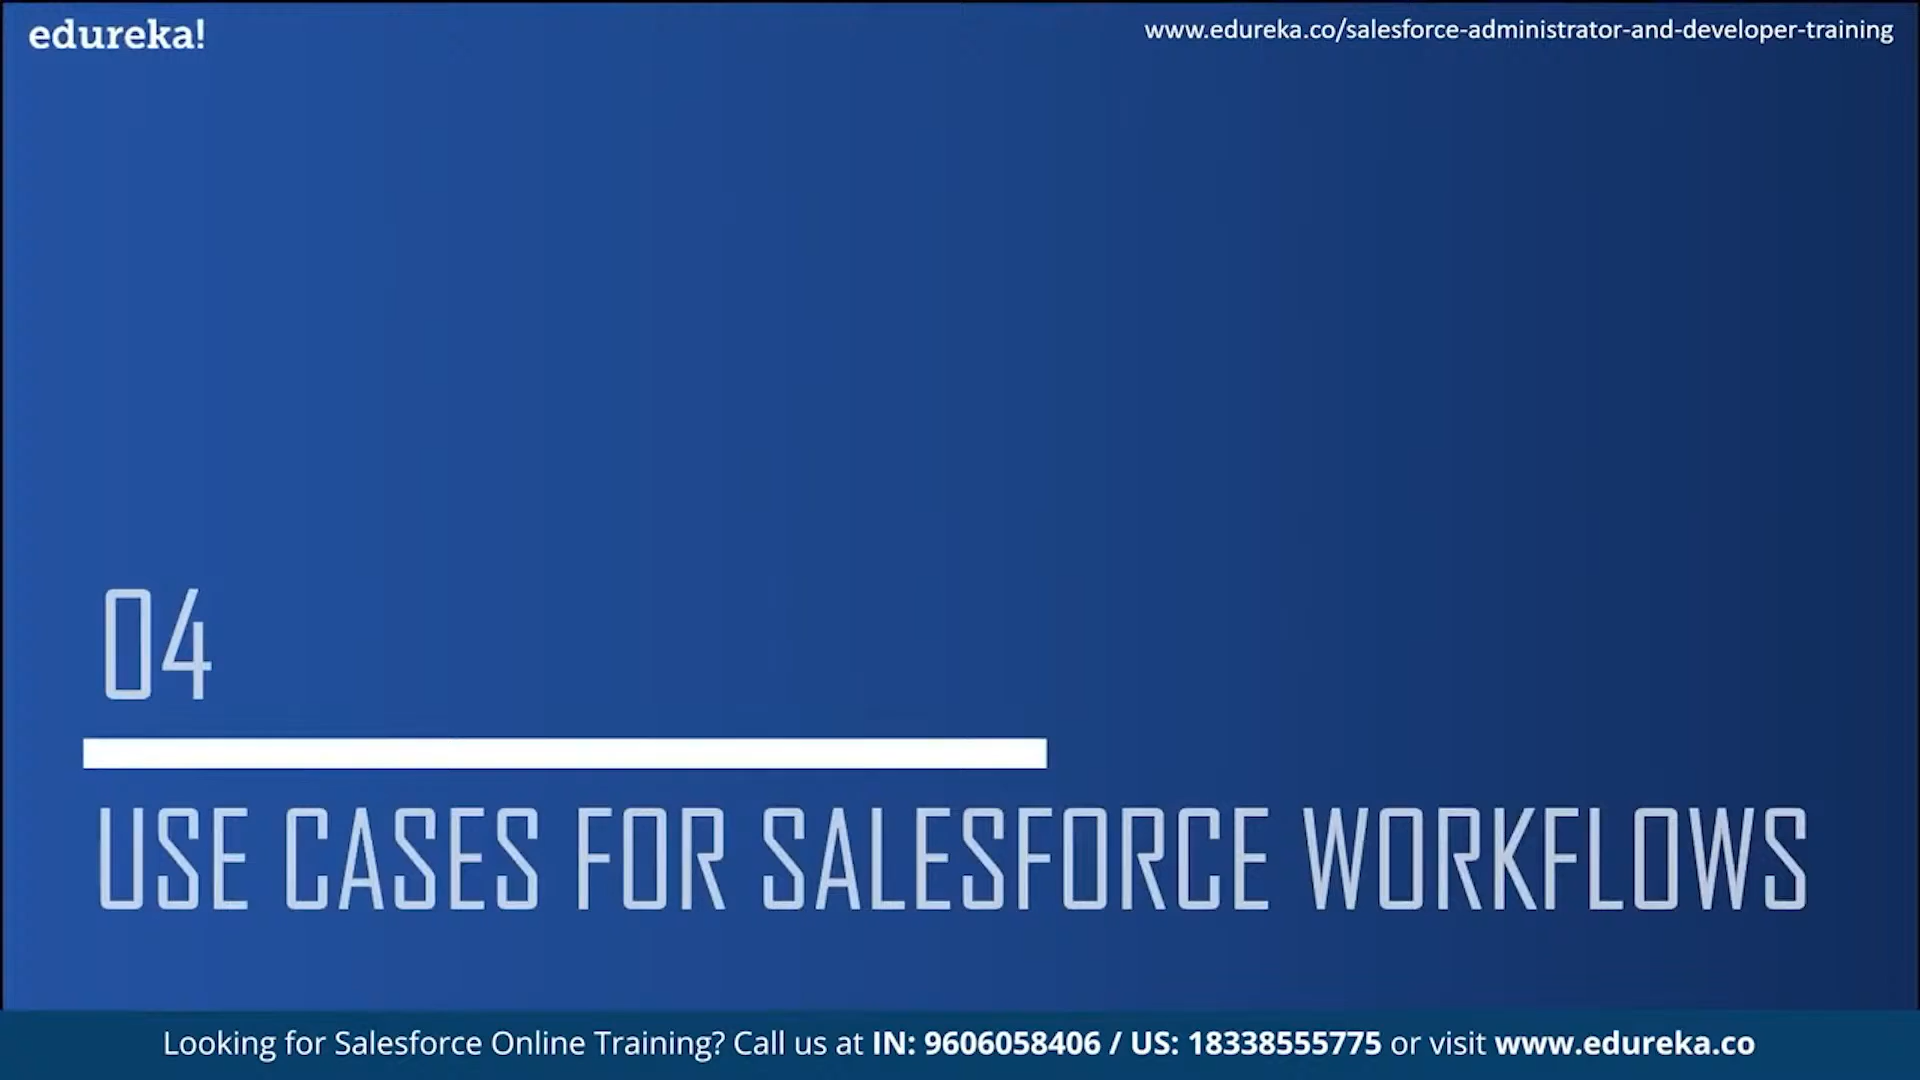 edureka!
www.edureka.co/salesforce-administrator-and-developer-training
04
USE CASES FOR SALESFORCE WORKFLOWS
Looking for Salesforce Online Training? Call us at IN: 9606058406 / US: 18338555775 or visit www.edureka.co